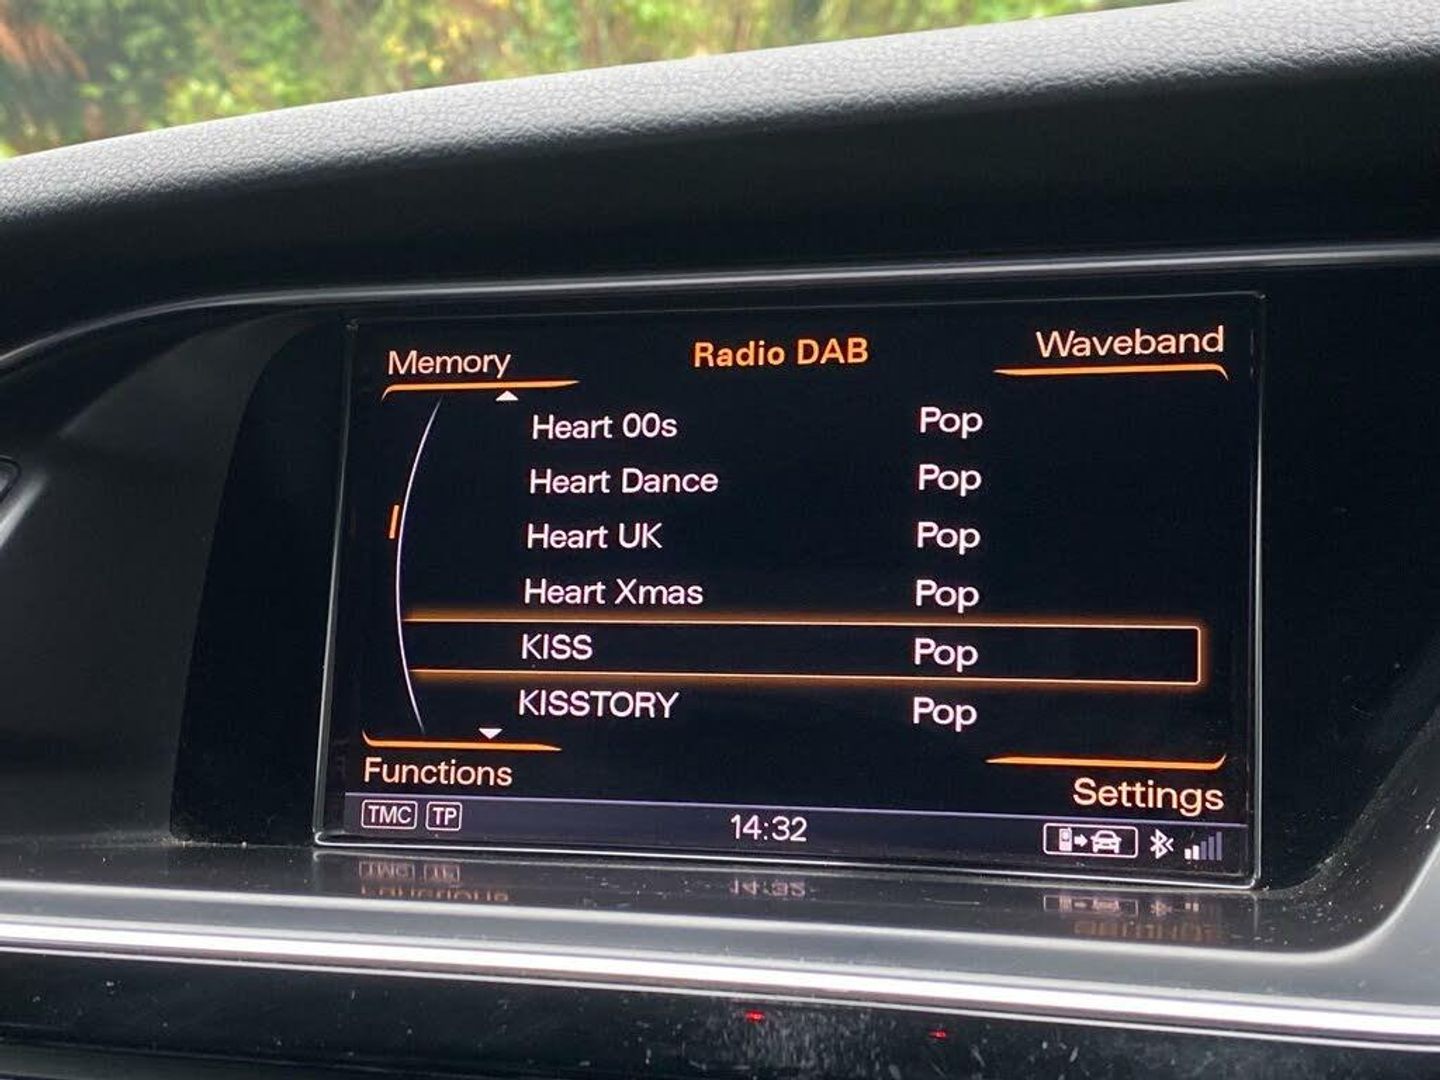 Memory Radio DAB Waveband
Heart 00s Pop
Heart Dance Pop
Heart UK Pop
Heart Xmas Pop
KISS Pop
KISSTORY Pop
Functions Settings
TMC TP 14:32